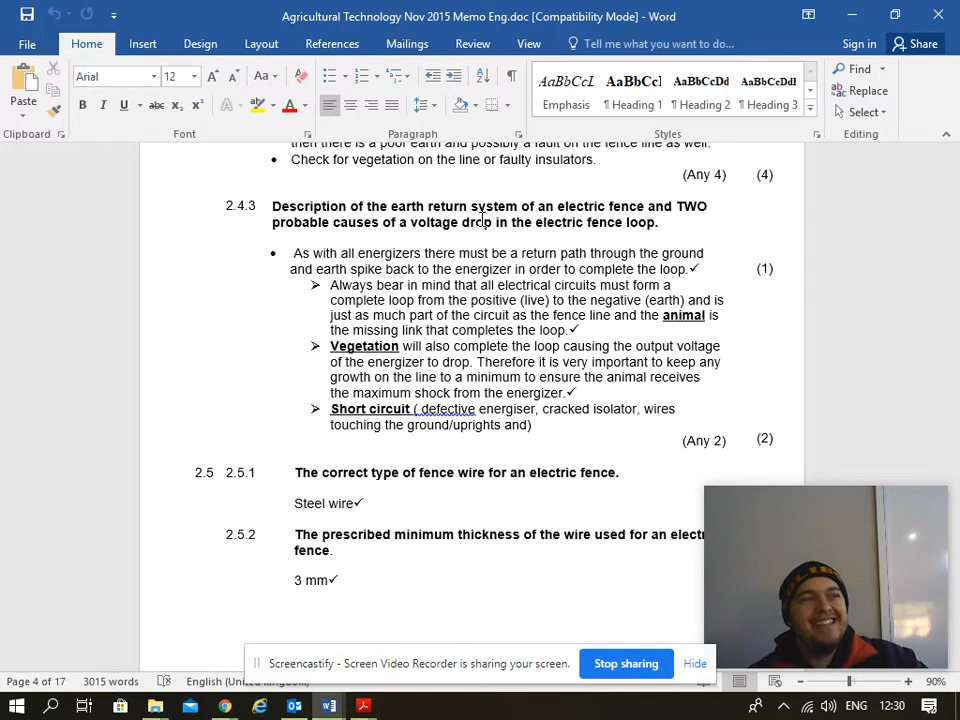 Agricultural Technology Nov 2015 Memo Eng.doc [Compatibility Mode] - Word
File Home Insert Design Layout References Mailings Review View Tell me what you want to do... Sign in Share
Paste
Clipboard
Arial 12
Font
Paragraph
AaBbCcL AaBbCcI AaBbCcDd AaBbCcDdI
Emphasis ¶ Heading 1 ¶ Heading 2 ¶ Heading 3
Styles
Find
Replace
Select
Editing
then there is a poor earth and possibly a fault on the fence line as well.
• Check for vegetation on the line or faulty insulators.
(Any 4) (4)
2.4.3 Description of the earth return system of an electric fence and TWO
probable causes of a voltage drop in the electric fence loop.
• As with all energizers there must be a return path through the ground
and earth spike back to the energizer in order to complete the loop.✓ (1)
➢ Always bear in mind that all electrical circuits must form a
complete loop from the positive (live) to the negative (earth) and is
just as much part of the circuit as the fence line and the animal is
the missing link that completes the loop.✓
➢ Vegetation will also complete the loop causing the output voltage
of the energizer to drop. Therefore it is very important to keep any
growth on the line to a minimum to ensure the animal receives
the maximum shock from the energizer.✓
➢ Short circuit ( defective energiser, cracked isolator, wires
touching the ground/uprights and)
(Any 2) (2)
2.5 2.5.1 The correct type of fence wire for an electric fence.
Steel wire✓
2.5.2 The prescribed minimum thickness of the wire used for an electr
fence.
3 mm✓
Screencastify - Screen Video Recorder is sharing your screen. Stop sharing Hide
Page 4 of 17 3015 words English (United Kingdom) 90%
ENG 12:30